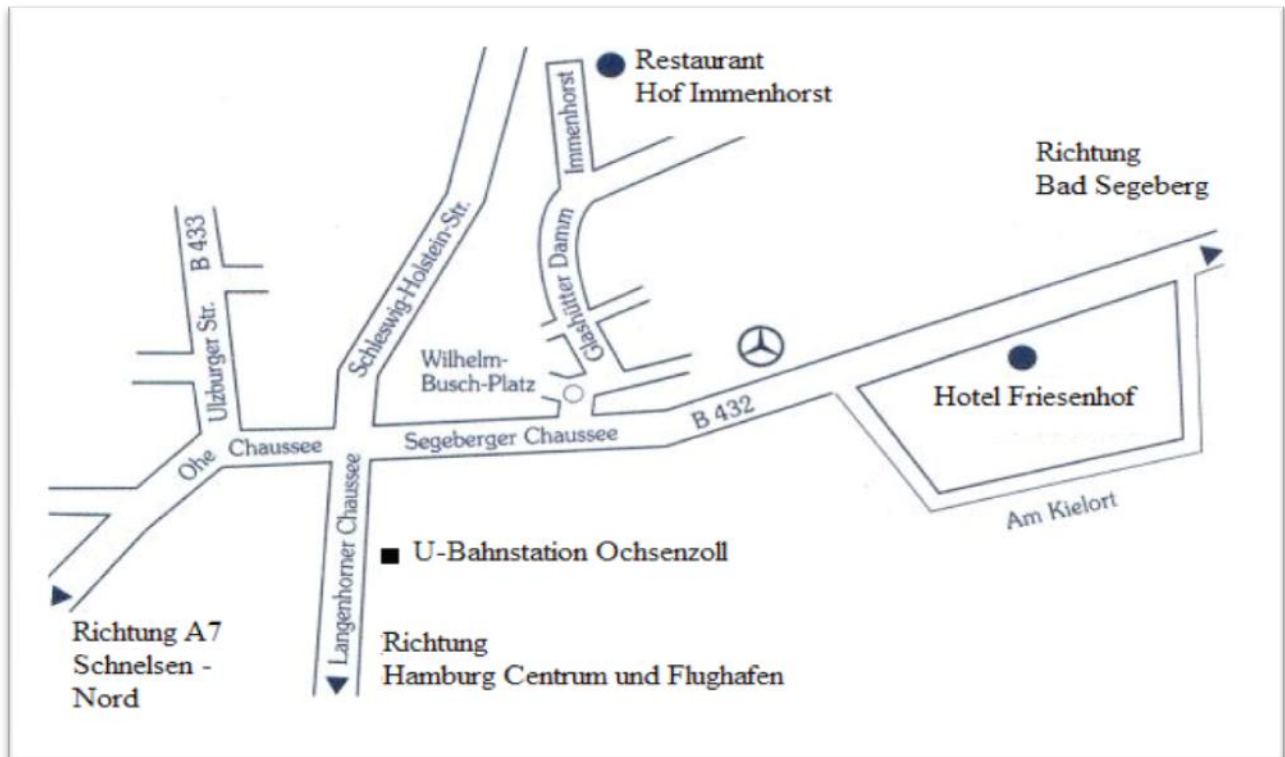 Restaurant
Hof Immenhorst
Immenhorst
Richtung
Bad Segeberg
B 433
Schleswig-Holstein-Str.
Glashütter Damm
Ulzburger Str.
Wilhelm-
Busch-Platz
Hotel Friesenhof
B 432
Ohe Chaussee
Segeberger Chaussee
Am Kielort
Langenhorner Chaussee
U-Bahnstation Ochsenzoll
Richtung A7
Schnelsen -
Nord
Richtung
Hamburg Centrum und Flughafen